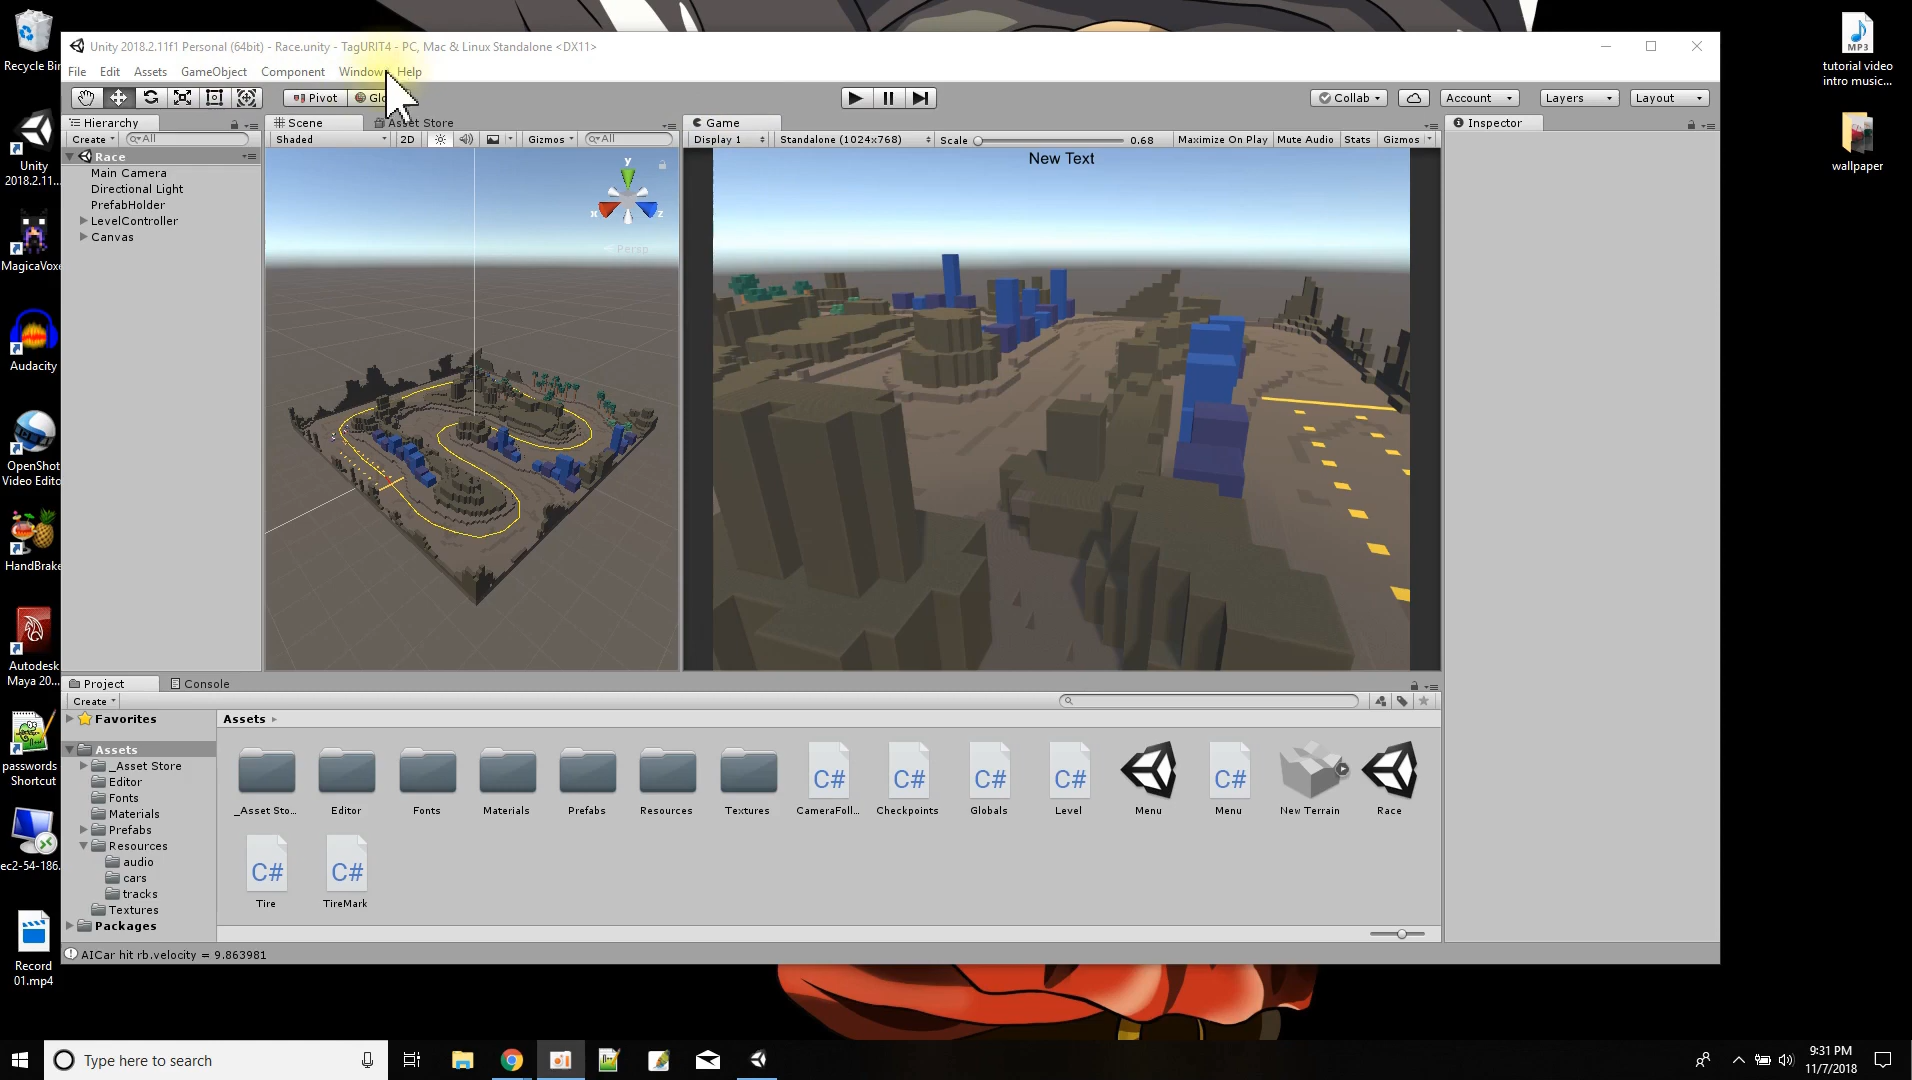 Recycle Bin
Unity 2018.2.11f1 Personal (64bit) - Race.unity - TagURIT4 - PC, Mac & Linux Standalone <DX11>
File Edit Assets GameObject Component Window Help
Pivot Glo
Collab Account Layers Layout
Hierarchy
Create All
Race
Main Camera
Directional Light
PrefabHolder
LevelController
Canvas
Scene Asset Store
Shaded 2D Gizmos All
y
x z
Persp
Game
Display 1 Standalone (1024x768) Scale 0.68 Maximize On Play Mute Audio Stats Gizmos
New Text
Inspector
Project Console
Create
Favorites
Assets
_Asset Store
Editor
Fonts
Materials
Prefabs
Resources
audio
cars
tracks
Textures
Packages
Assets
_Asset Sto... Editor Fonts Materials Prefabs Resources Textures CameraFoll... Checkpoints Globals Level Menu Menu New Terrain Race
C# C# C# C# C#
Tire TireMark
C# C#
AICar hit rb.velocity = 9.863981
Unity
2018.2.11...
MagicaVoxe
Audacity
OpenShot
Video Edito
HandBrake
Autodesk
Maya 20...
passwords
Shortcut
ec2-54-186.
Record
01.mp4
MP3
tutorial video
intro music...
wallpaper
Type here to search
9:31 PM
11/7/2018